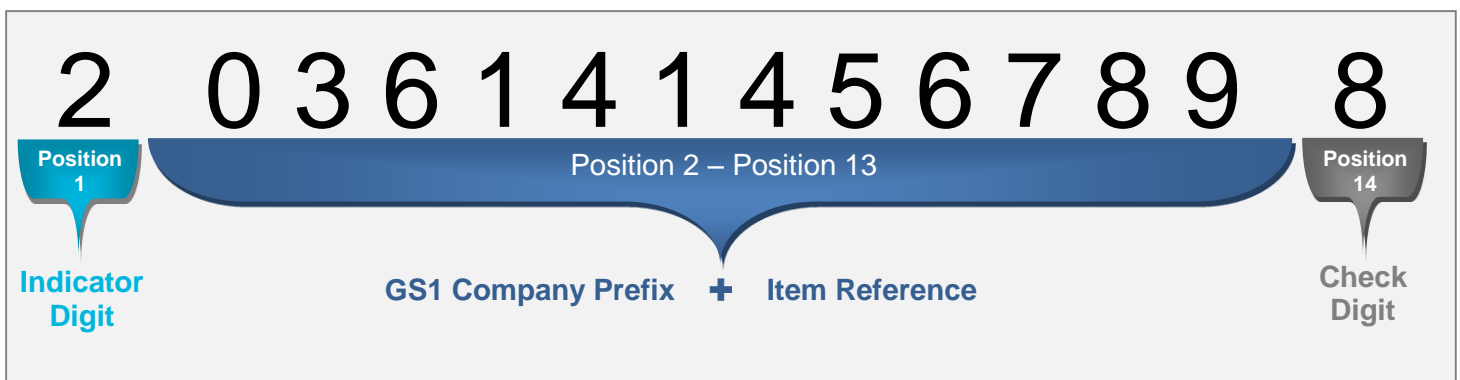 2 0 3 6 1 4 1 4 5 6 7 8 9 8
Position
1
Position 2 – Position 13
Position
14
Indicator
Digit
GS1 Company Prefix + Item Reference
Check
Digit